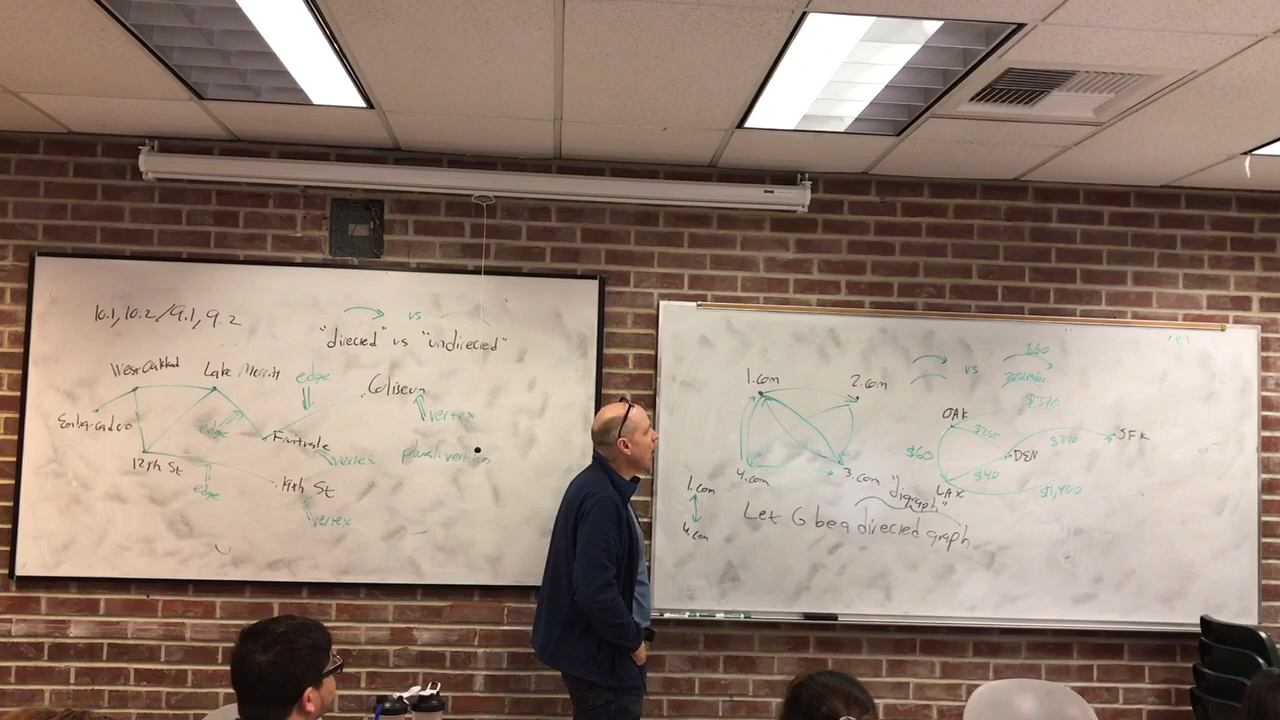 10.1, 10.2 / 9.1, 9.2
vs
"directed" vs "undirected"
West Oakland
Lake Merritt
edge
Coliseum
Embarcadero
edge
Fruitvale
vertex
12th St
vertex
plural: vertices
edge
19th St
vertex
1.com
2.com
vs
$60
$370
OAK
$250
JFK
$60
DEN
4.com
3.com
"digraph"
$40
LAX
$1,400
1.com
4.com
Let G be a directed graph